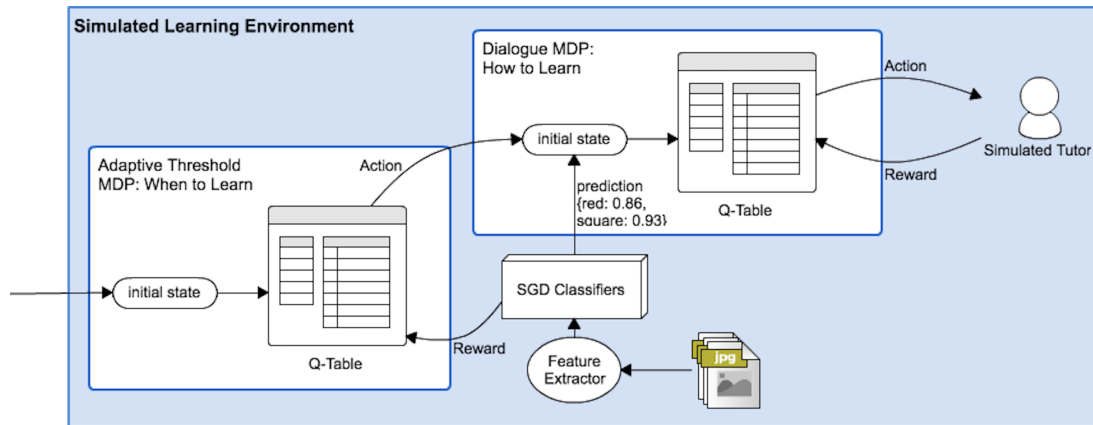 Simulated Learning Environment
Dialogue MDP:
How to Learn
Action
initial state
Simulated Tutor
Adaptive Threshold
MDP: When to Learn
Action
prediction
{red: 0.86,
square: 0.93}
Reward
Q-Table
initial state
SGD Classifiers
Reward
Q-Table
Feature
Extractor
jpg